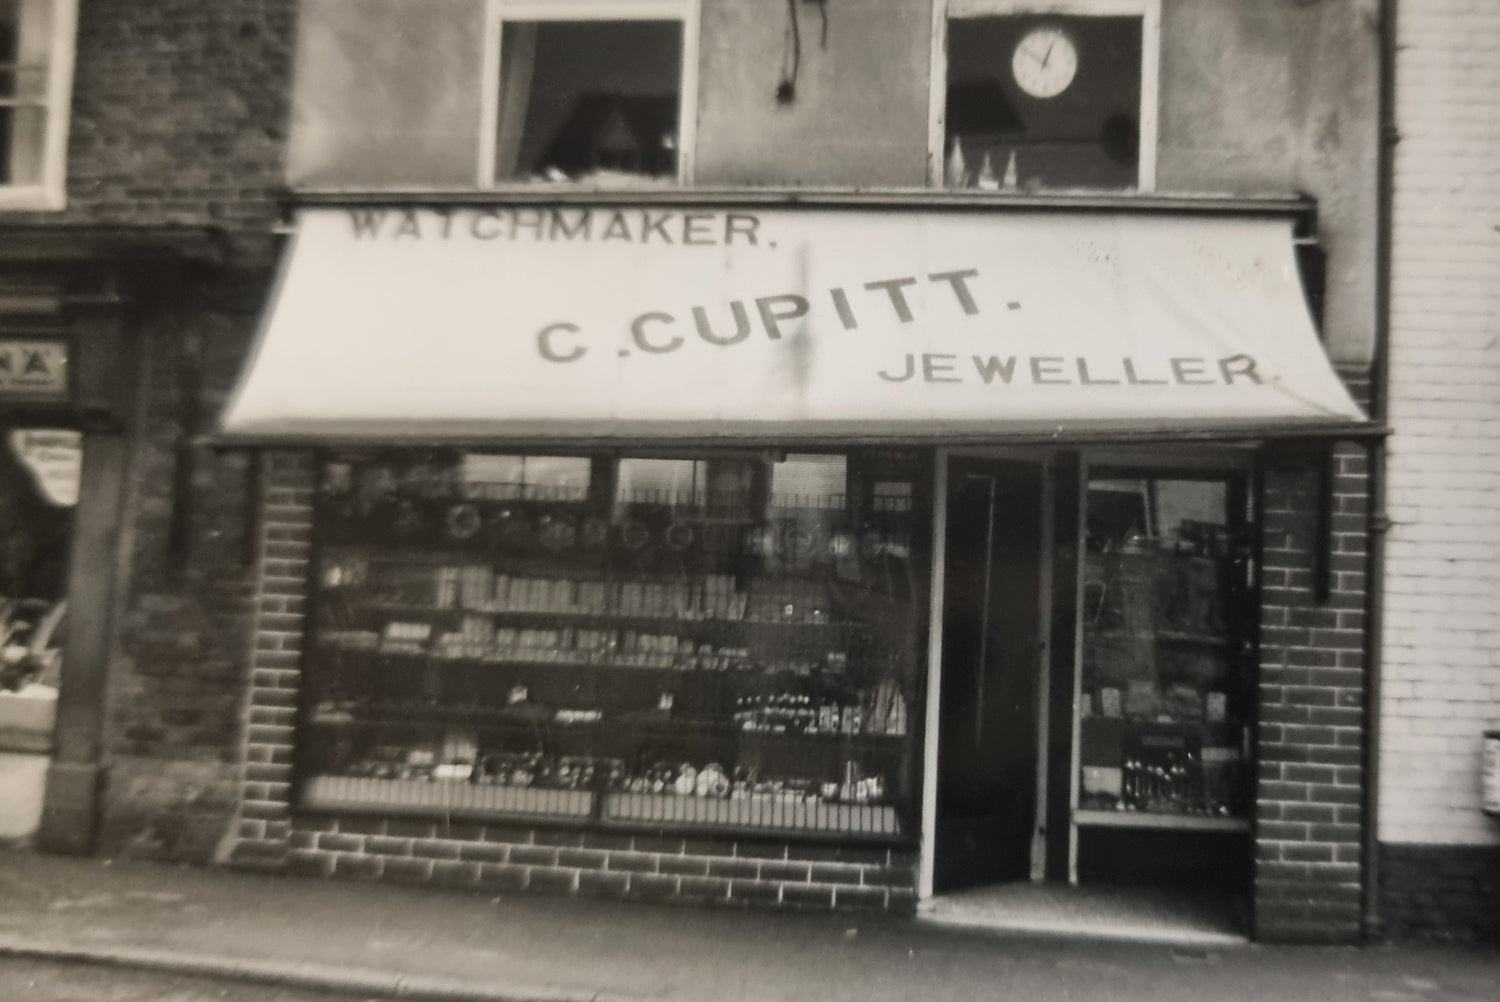 WATCHMAKER.
C. CUPITT.
JEWELLER.